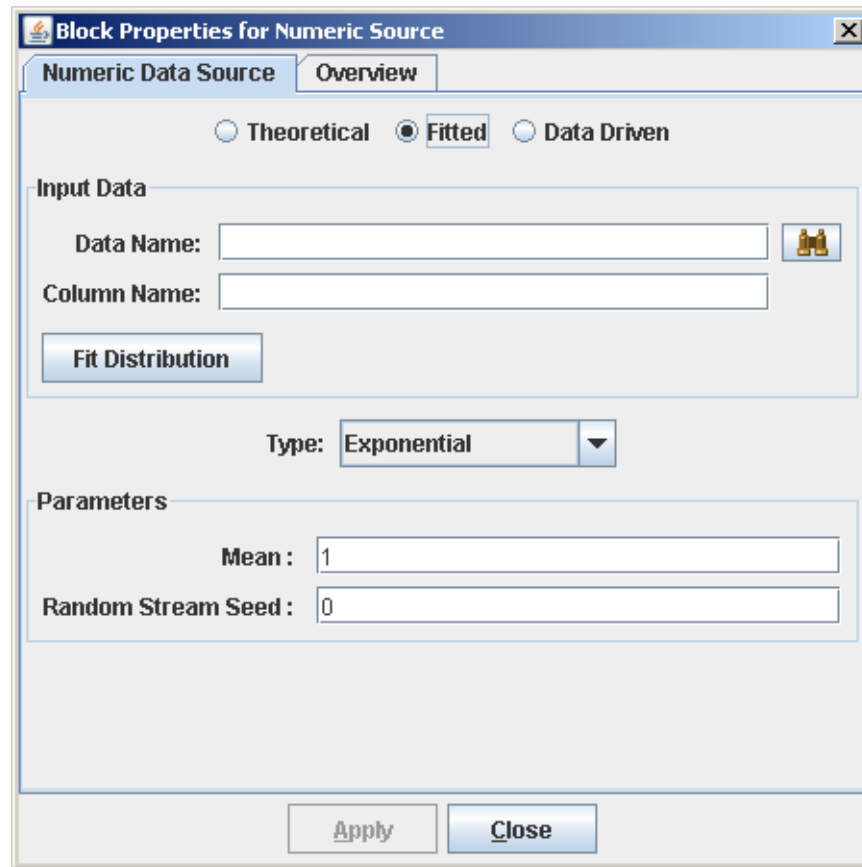 Block Properties for Numeric Source
Numeric Data Source Overview
Theoretical Fitted Data Driven
Input Data
Data Name:
Column Name:
Fit Distribution
Type: Exponential
Parameters
Mean : 1
Random Stream Seed : 0
Apply Close